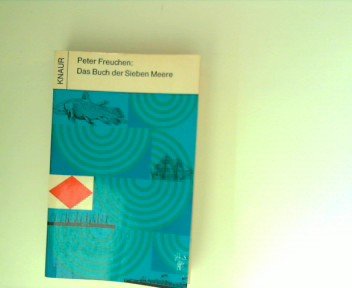 KNAUR
Peter Freuchen:
Das Buch der Sieben Meere